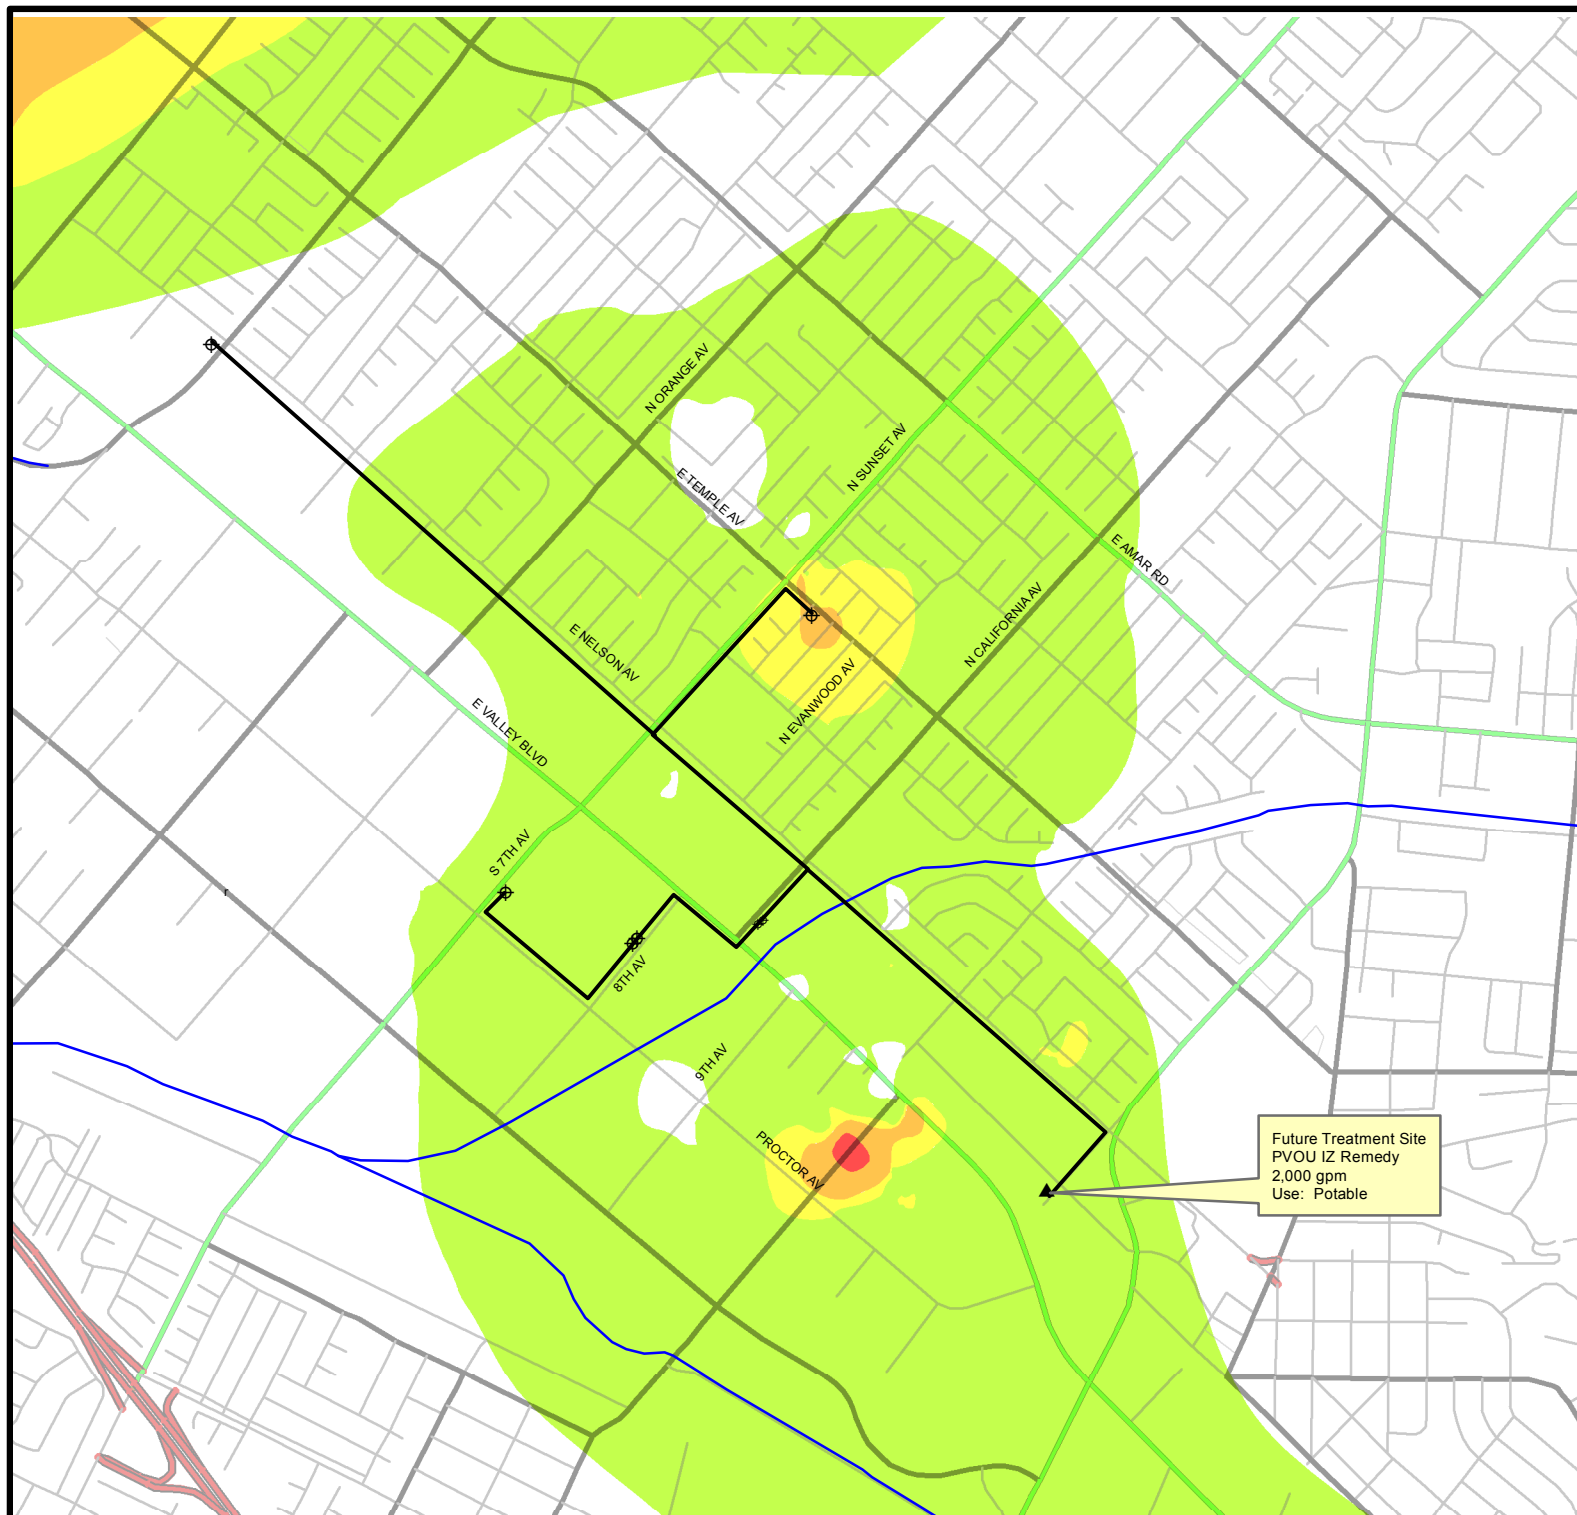 N ORANGE AV
N SUNSET AV
E TEMPLE AV
E AMAR RD
N CALIFORNIA AV
E NELSON AV
N EVANWOOD AV
E VALLEY BLVD
S 7TH AV
r
8TH AV
9TH AV
PROCTOR AV
Future Treatment Site
PVOU IZ Remedy
2,000 gpm
Use: Potable